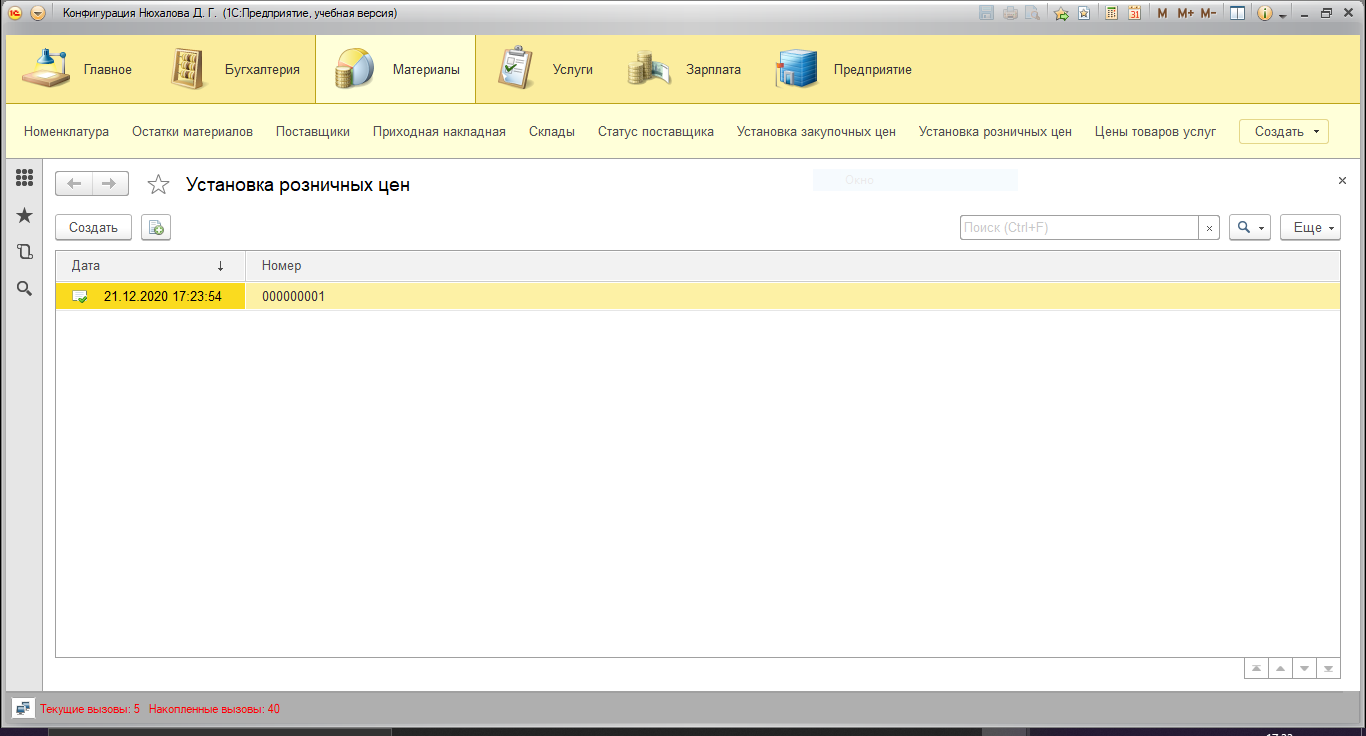 Конфигурация Нюхалова Д. Г. (1С:Предприятие, учебная версия)
31 M M+ M-
Главное Бухгалтерия Материалы Услуги Зарплата Предприятие
Номенклатура Остатки материалов Поставщики Приходная накладная Склады Статус поставщика Установка закупочных цен Установка розничных цен Цены товаров услуг Создать
Установка розничных цен
Окно
Создать Поиск (Ctrl+F) Еще
Дата ↓ Номер
21.12.2020 17:23:54 000000001
Текущие вызовы: 5 Накопленные вызовы: 40